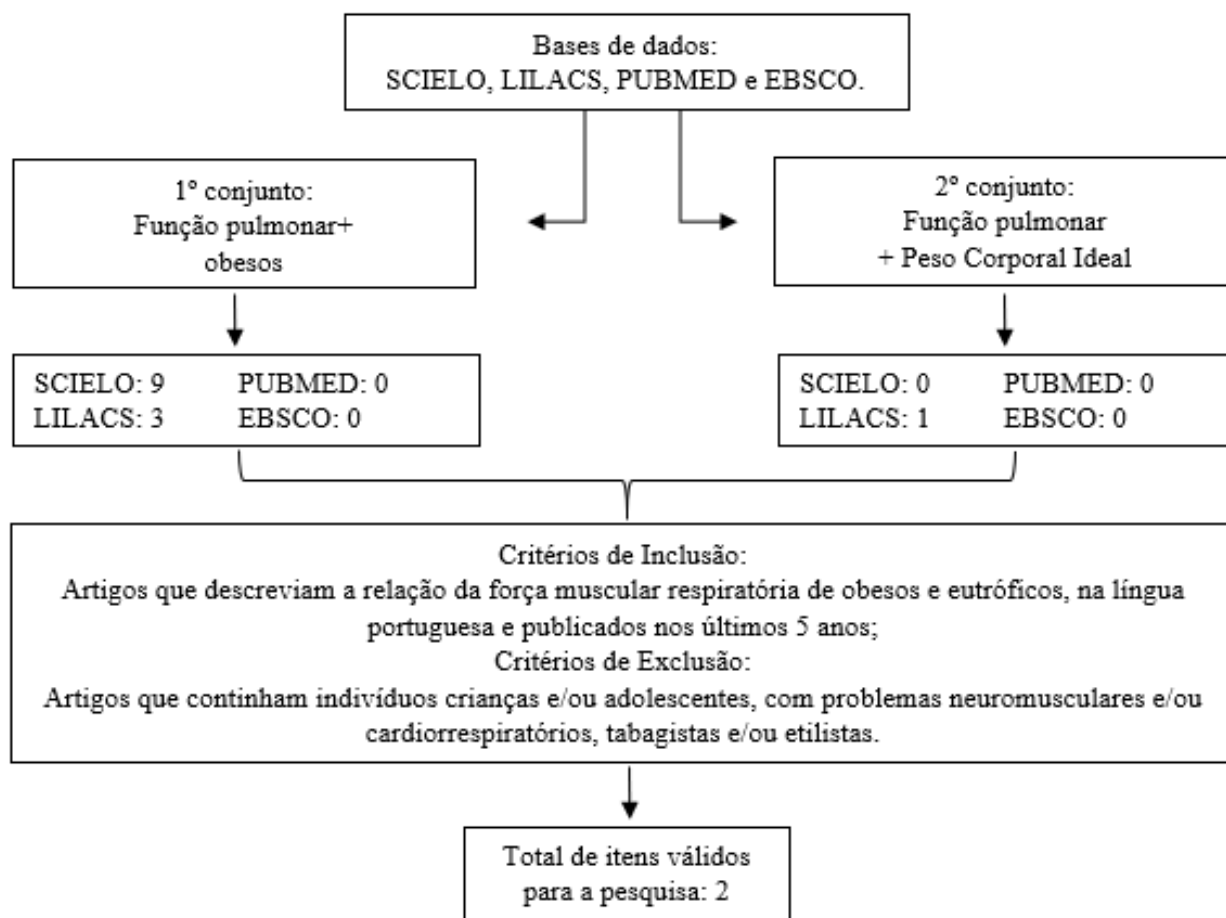 Bases de dados:
SCIELO, LILACS, PUBMED e EBSCO.
1º conjunto:
Função pulmonar+
obesos
2º conjunto:
Função pulmonar
+ Peso Corporal Ideal
SCIELO: 9 PUBMED: 0
LILACS: 3 EBSCO: 0
SCIELO: 0 PUBMED: 0
LILACS: 1 EBSCO: 0
Critérios de Inclusão:
Artigos que descreviam a relação da força muscular respiratória de obesos e eutróficos, na língua
portuguesa e publicados nos últimos 5 anos;
Critérios de Exclusão:
Artigos que continham indivíduos crianças e/ou adolescentes, com problemas neuromusculares e/ou
cardiorrespiratórios, tabagistas e/ou etilistas.
Total de itens válidos
para a pesquisa: 2